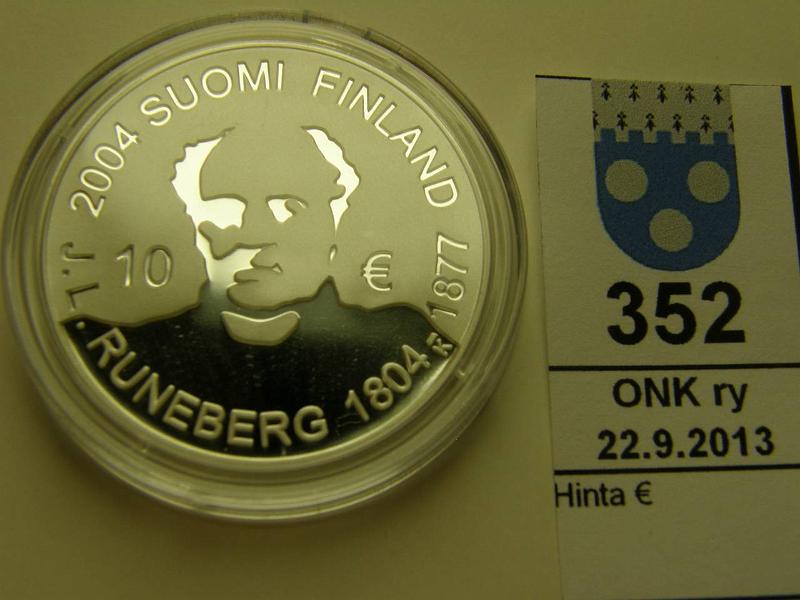 2004 SUOMI FINLAND
10 €
J.L. RUNEBERG 1804 1877
K
352
ONK ry
22.9.2013
Hinta €